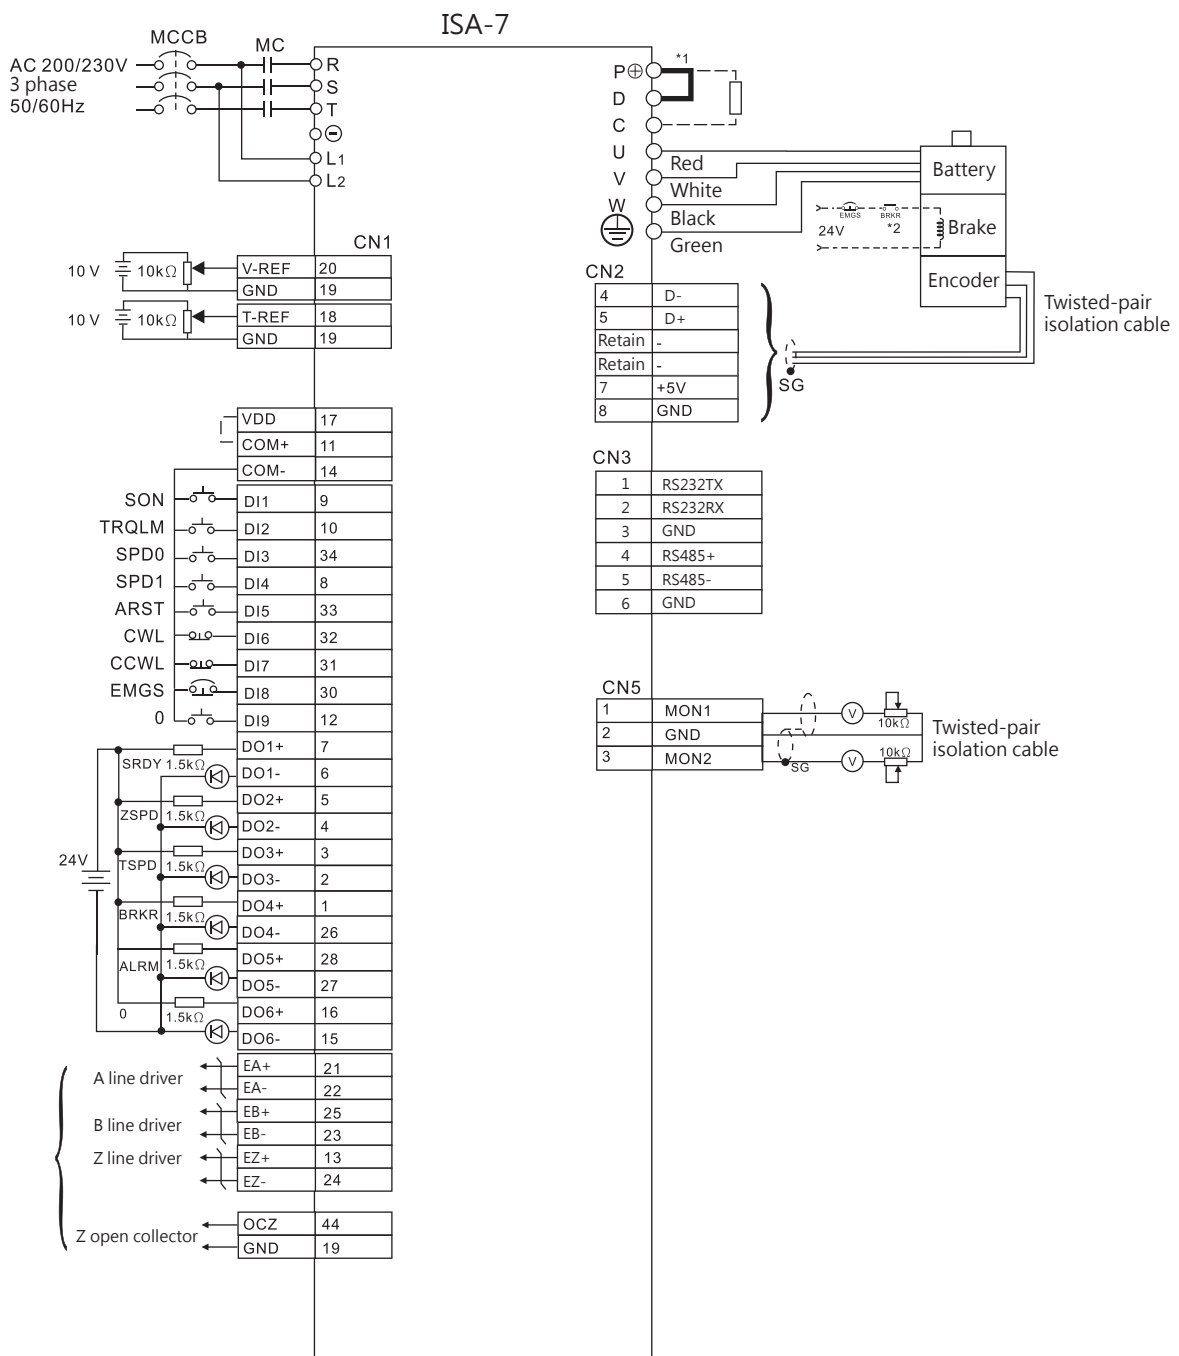 ISA-7
MCCB
MC
AC 200/230V
3 phase
50/60Hz
R
S
T
⊖
L1
L2
P⊕
*1
D
C
U
V
W
Red
White
Black
Green
Battery
Brake
Encoder
24V
EMGS
BRKR
*2
Twisted-pair
isolation cable
SG
CN1
10 V
10kΩ
V-REF 20
GND 19
10 V
10kΩ
T-REF 18
GND 19
VDD 17
COM+ 11
COM- 14
SON DI1 9
TRQLM DI2 10
SPD0 DI3 34
SPD1 DI4 8
ARST DI5 33
CWL DI6 32
CCWL DI7 31
EMGS DI8 30
0 DI9 12
24V
DO1+ 7
SRDY 1.5kΩ
DO1- 6
DO2+ 5
ZSPD 1.5kΩ
DO2- 4
DO3+ 3
TSPD 1.5kΩ
DO3- 2
DO4+ 1
BRKR 1.5kΩ
DO4- 26
DO5+ 28
ALRM 1.5kΩ
DO5- 27
DO6+ 16
0 1.5kΩ
DO6- 15
A line driver
EA+ 21
EA- 22
B line driver
EB+ 25
EB- 23
Z line driver
EZ+ 13
EZ- 24
Z open collector
OCZ 44
GND 19
CN2
4 D-
5 D+
Retain -
Retain -
7 +5V
8 GND
CN3
1 RS232TX
2 RS232RX
3 GND
4 RS485+
5 RS485-
6 GND
CN5
1 MON1
2 GND
3 MON2
V
10kΩ
V
10kΩ
SG
Twisted-pair
isolation cable